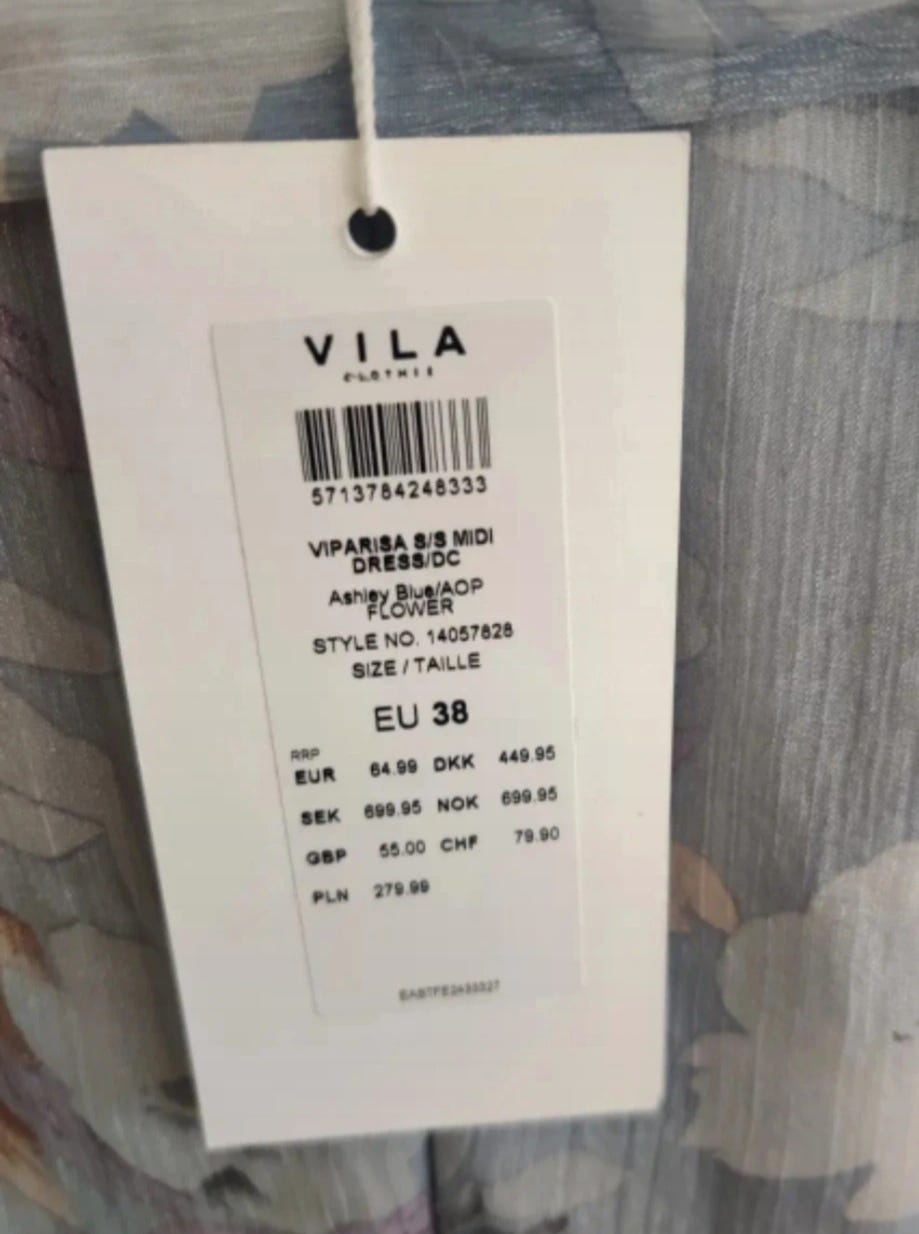 VILA
CLOTHES
5713784248333
VIPARISA S/S MIDI
DRESS/DC
Ashley Blue/AOP
FLOWER
STYLE NO. 14057828
SIZE / TAILLE
EU 38
RRP
EUR 64.99 DKK 449.95
SEK 699.95 NOK 699.95
GBP 55.00 CHF 79.90
PLN 279.99